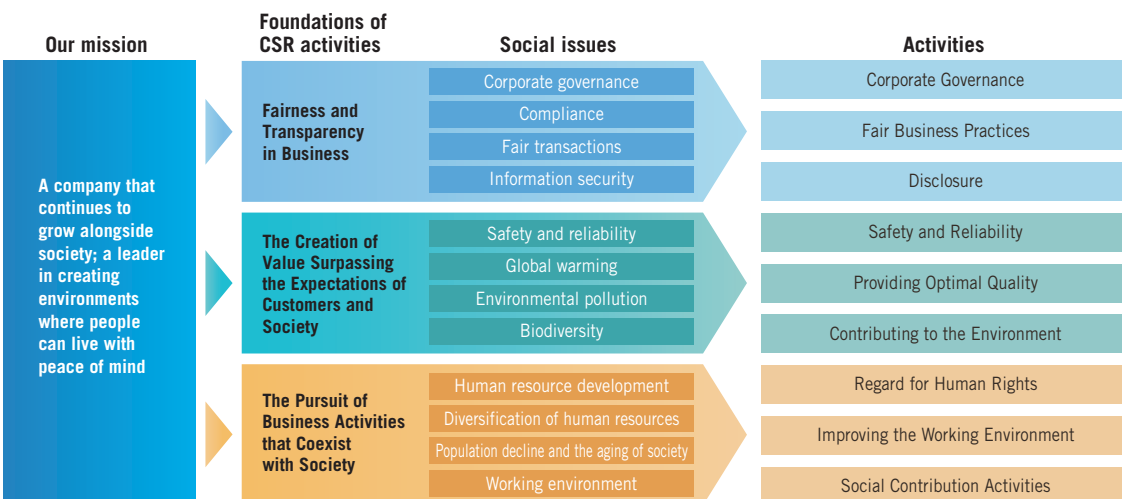 Our mission
Foundations of
CSR activities
Social issues
Activities
A company that
continues to
grow alongside
society; a leader
in creating
environments
where people
can live with
peace of mind
Fairness and
Transparency
in Business
Corporate governance
Compliance
Fair transactions
Information security
Corporate Governance
Fair Business Practices
Disclosure
The Creation of
Value Surpassing
the Expectations of
Customers and
Society
Safety and reliability
Global warming
Environmental pollution
Biodiversity
Safety and Reliability
Providing Optimal Quality
Contributing to the Environment
The Pursuit of
Business Activities
that Coexist
with Society
Human resource development
Diversification of human resources
Population decline and the aging of society
Working environment
Regard for Human Rights
Improving the Working Environment
Social Contribution Activities